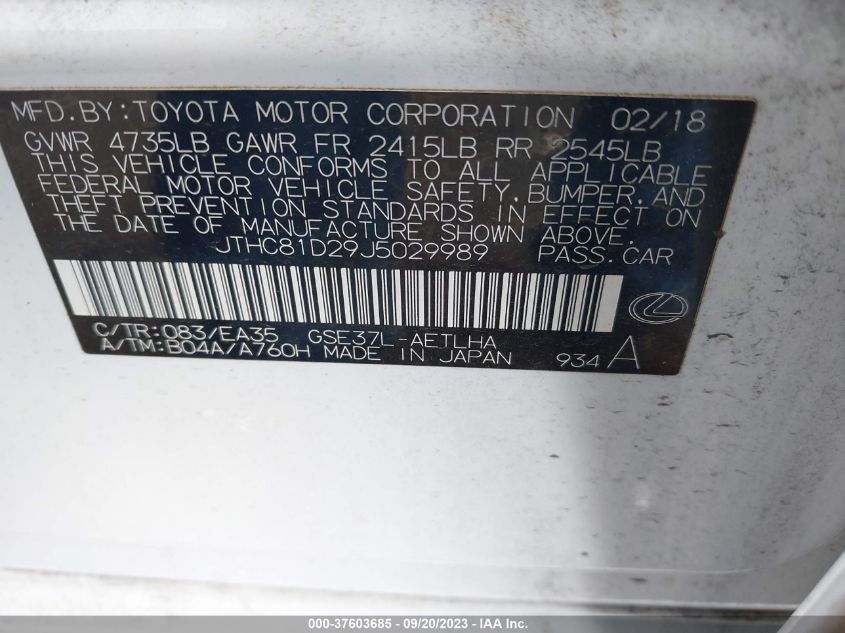 MFD.BY:TOYOTA MOTOR CORPORATION 02/18
GVWR 4735LB GAWR FR 2415LB RR 2545LB
THIS VEHICLE CONFORMS TO ALL APPLICABLE
FEDERAL MOTOR VEHICLE SAFETY,BUMPER,AND
THEFT PREVENTION STANDARDS IN EFFECT ON
THE DATE OF MANUFACTURE SHOWN ABOVE.
JTHC81D29J5029989 PASS.CAR
C/TR:083/EA35 GSE37L-AETLHA
A/TM:B04A/A760H MADE IN JAPAN 934A
000-37603685 - 09/20/2023 - IAA Inc.